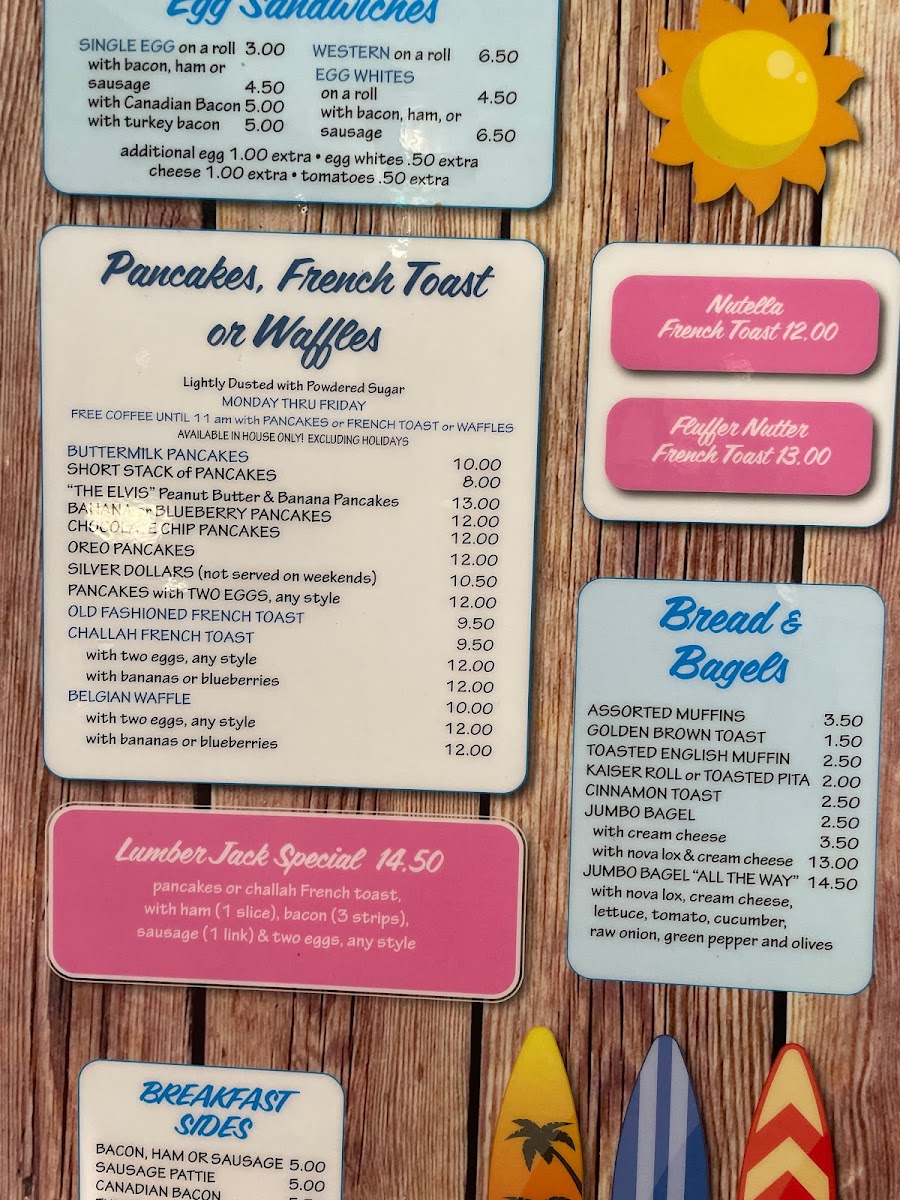 Egg Sandwiches
SINGLE EGG on a roll 3.00
with bacon, ham or
sausage 4.50
with Canadian Bacon 5.00
with turkey bacon 5.00
WESTERN on a roll 6.50
EGG WHITES
on a roll 4.50
with bacon, ham, or
sausage 6.50
additional egg 1.00 extra • egg whites .50 extra
cheese 1.00 extra • tomatoes .50 extra
Pancakes, French Toast
or Waffles
Lightly Dusted with Powdered Sugar
MONDAY THRU FRIDAY
FREE COFFEE UNTIL 11 am with PANCAKES or FRENCH TOAST or WAFFLES
AVAILABLE IN HOUSE ONLY! EXCLUDING HOLIDAYS
BUTTERMILK PANCAKES 10.00
SHORT STACK of PANCAKES 8.00
"THE ELVIS" Peanut Butter & Banana Pancakes 13.00
BANANA or BLUEBERRY PANCAKES 12.00
CHOCOLATE CHIP PANCAKES 12.00
OREO PANCAKES 12.00
SILVER DOLLARS (not served on weekends) 10.50
PANCAKES with TWO EGGS, any style 12.00
OLD FASHIONED FRENCH TOAST 9.50
CHALLAH FRENCH TOAST 9.50
with two eggs, any style 12.00
with bananas or blueberries 12.00
BELGIAN WAFFLE 10.00
with two eggs, any style 12.00
with bananas or blueberries 12.00
Nutella
French Toast 12.00
Fluffer Nutter
French Toast 13.00
Bread &
Bagels
ASSORTED MUFFINS 3.50
GOLDEN BROWN TOAST 1.50
TOASTED ENGLISH MUFFIN 2.50
KAISER ROLL or TOASTED PITA 2.00
CINNAMON TOAST 2.50
JUMBO BAGEL 2.50
with cream cheese 3.50
with nova lox & cream cheese 13.00
JUMBO BAGEL "ALL THE WAY" 14.50
with nova lox, cream cheese,
lettuce, tomato, cucumber,
raw onion, green pepper and olives
Lumber Jack Special 14.50
pancakes or challah French toast,
with ham (1 slice), bacon (3 strips),
sausage (1 link) & two eggs, any style
BREAKFAST
SIDES
BACON, HAM OR SAUSAGE 5.00
SAUSAGE PATTIE 5.00
CANADIAN BACON